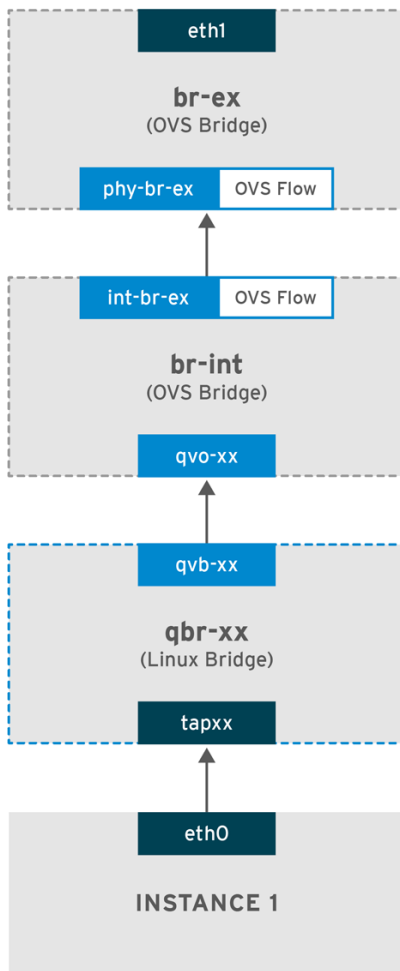 eth1
br-ex
(OVS Bridge)
phy-br-ex OVS Flow
int-br-ex OVS Flow
br-int
(OVS Bridge)
qvo-xx
qvb-xx
qbr-xx
(Linux Bridge)
tapxx
eth0
INSTANCE 1